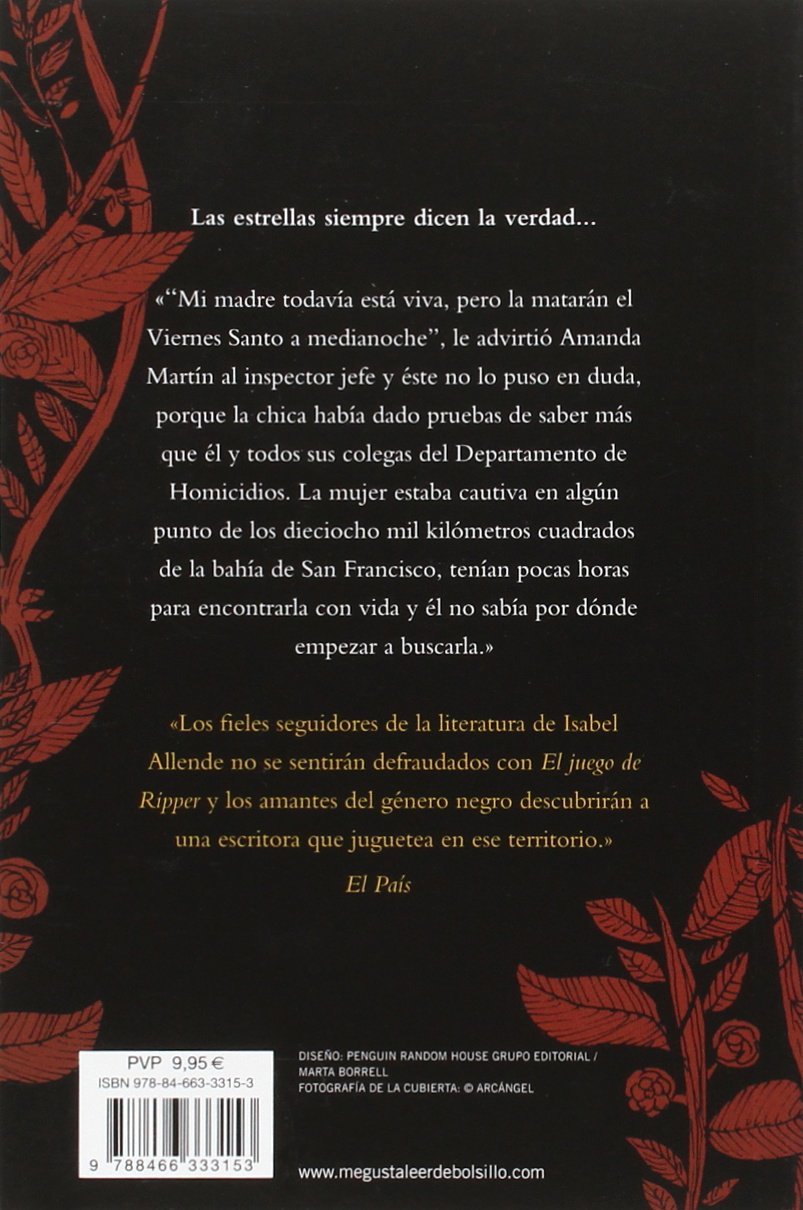 Las estrellas siempre dicen la verdad...
«“Mi madre todavía está viva, pero la matarán el
Viernes Santo a medianoche”, le advirtió Amanda
Martín al inspector jefe y éste no lo puso en duda,
porque la chica había dado pruebas de saber más
que él y todos sus colegas del Departamento de
Homicidios. La mujer estaba cautiva en algún
punto de los dieciocho mil kilómetros cuadrados
de la bahía de San Francisco, tenían pocas horas
para encontrarla con vida y él no sabía por dónde
empezar a buscarla.»
«Los fieles seguidores de la literatura de Isabel
Allende no se sentirán defraudados con El juego de
Ripper y los amantes del género negro descubrirán a
una escritora que juguetea en ese territorio.»
El País
PVP 9,95 €
ISBN 978-84-663-3315-3
9 788466 333153
DISEÑO: PENGUIN RANDOM HOUSE GRUPO EDITORIAL /
MARTA BORRELL
FOTOGRAFÍA DE LA CUBIERTA: © ARCÁNGEL
www.megustaleerdebolsillo.com